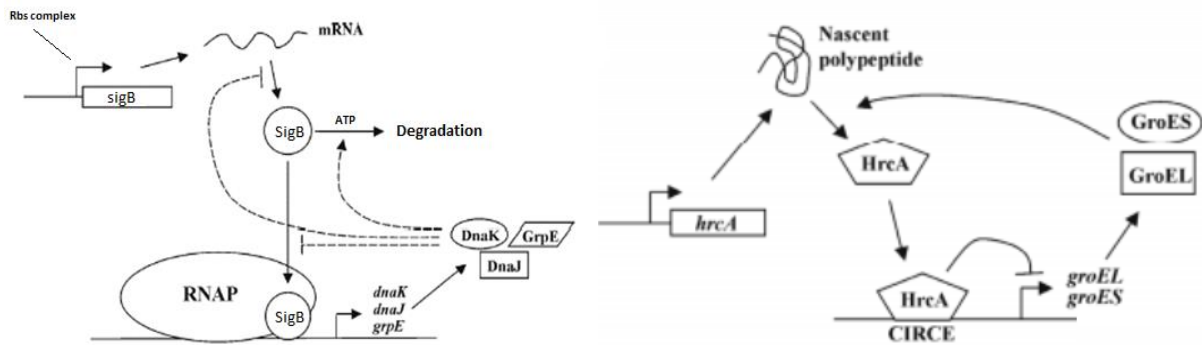 Rbs complex
mRNA
sigB
SigB
ATP
Degradation
DnaK
GrpE
DnaJ
RNAP
SigB
dnaK
dnaJ
grpE
Nascent
polypeptide
GroES
GroEL
HrcA
hrcA
HrcA
CIRCE
groEL
groES